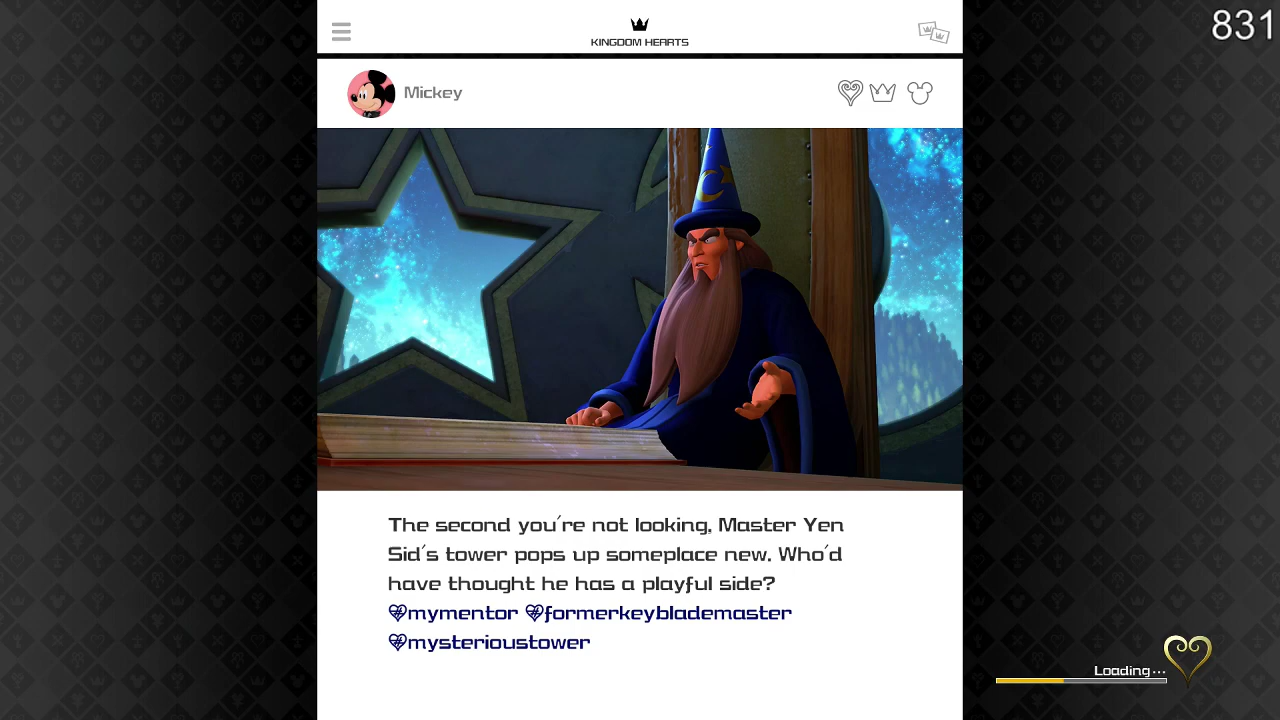 831
KINGDOM HEARTS
Mickey
The second you're not looking, Master Yen
Sid's tower pops up someplace new. Who'd
have thought he has a playful side?
#mymentor #formerkeyblademaster
#mysterioustower
Loading...